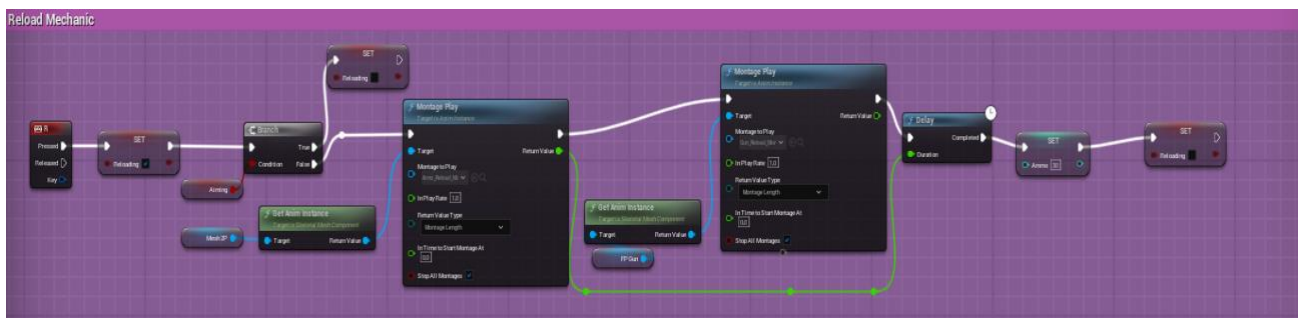 Reload Mechanic
R
Pressed
Released
Key
SET
Reloading
Aiming
Branch
Condition
True
False
SET
Reloading
Mesh2P
Get Anim Instance
Target is Skeletal Mesh Component
Target
Return Value
Montage Play
Target is Anim Instance
Target
Return Value
Montage to Play
In Play Rate 1,0
Return Value Type
Montage Length
In Time to Start Montage At
0,0
Stop All Montages
Get Anim Instance
Target is Skeletal Mesh Component
Target
Return Value
FP Gun
Montage Play
Target is Anim Instance
Target
Return Value
Montage to Play
In Play Rate 1,0
Return Value Type
Montage Length
In Time to Start Montage At
0,0
Stop All Montages
Delay
Completed
Duration
SET
Ammo 30
SET
Reloading